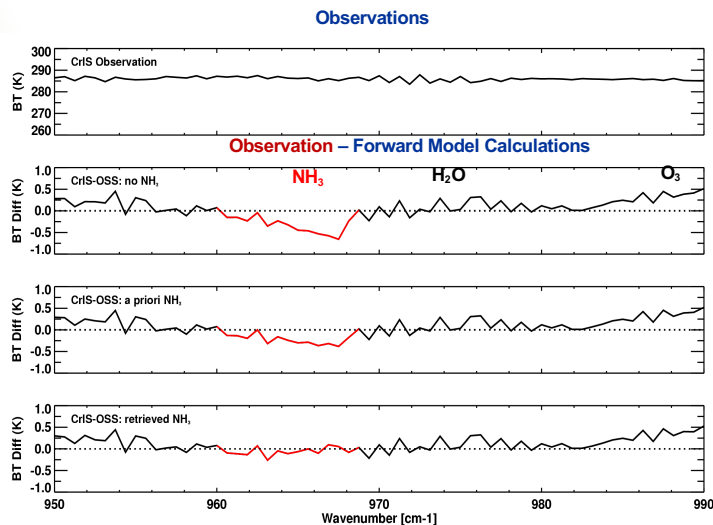 Observations
300
290
280
270
260
BT (K)
CrIS Observation
Observation – Forward Model Calculations
1.0
0.5
0.0
-0.5
-1.0
BT Diff (K)
CrIS-OSS: no NH₃
NH₃
H₂O
O₃
1.0
0.5
0.0
-0.5
-1.0
BT Diff (K)
CrIS-OSS: a priori NH₃
1.0
0.5
0.0
-0.5
-1.0
BT Diff (K)
CrIS-OSS: retrieved NH₃
950 960 970 980 990
Wavenumber [cm-1]